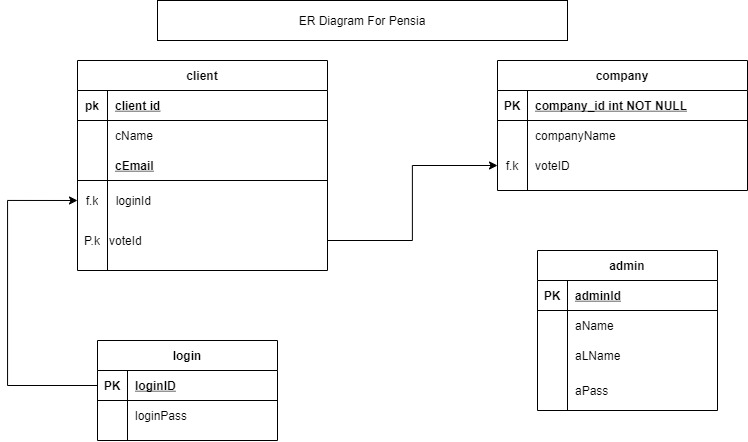 ER Diagram For Pensia
client
pk client id
cName
cEmail
f.k loginId
P.k voteId
company
PK company_id int NOT NULL
companyName
f.k voteID
admin
PK adminId
aName
aLName
aPass
login
PK loginID
loginPass